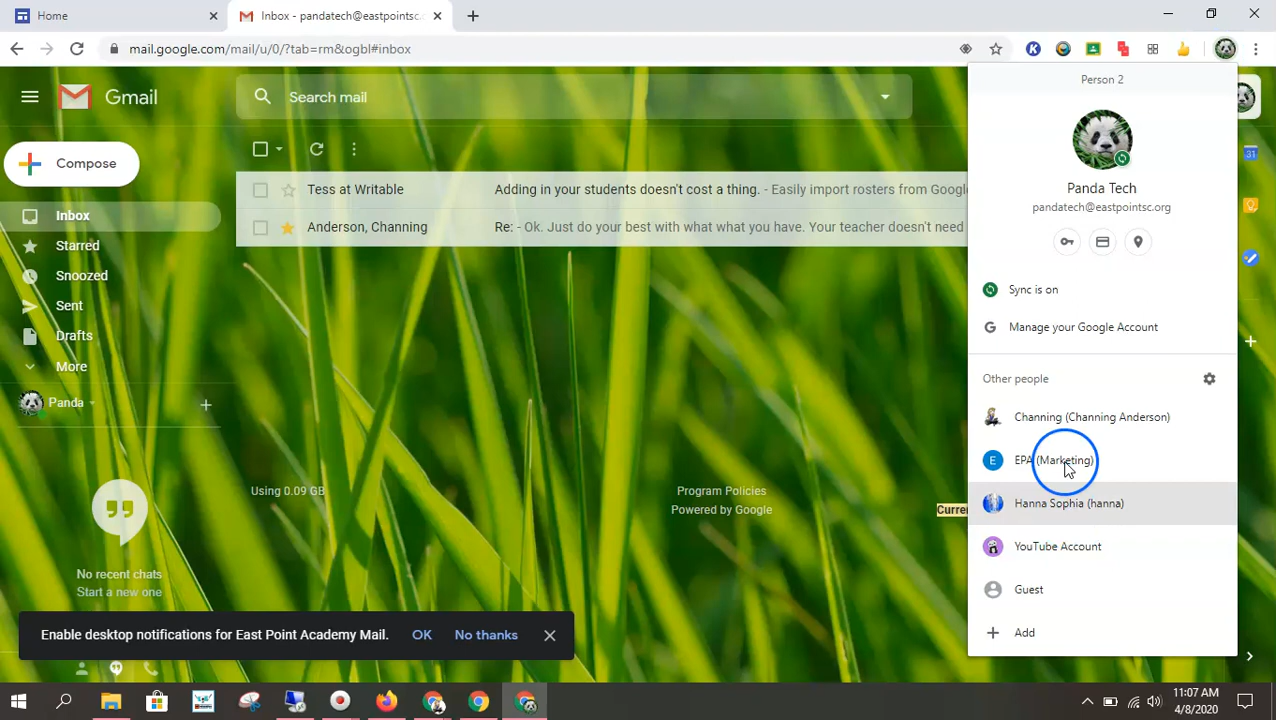 Home
Inbox - pandatech@eastpointsc.
mail.google.com/mail/u/0/?tab=rm&ogbl#inbox
Person 2
Gmail
Search mail
Compose
Panda Tech
pandatech@eastpointsc.org
Tess at Writable Adding in your students doesn't cost a thing. - Easily import rosters from Google
Inbox
Anderson, Channing Re: - Ok. Just do your best with what what you have. Your teacher doesn't need
Starred
Snoozed
Sent
Drafts
More
Panda
31
Sync is on
G Manage your Google Account
Other people
Channing (Channing Anderson)
E EPA (Marketing)
Hanna Sophia (hanna)
YouTube Account
Guest
Add
Using 0.09 GB
Program Policies
Powered by Google
Curre
No recent chats
Start a new one
Enable desktop notifications for East Point Academy Mail. OK No thanks
11:07 AM
4/8/2020